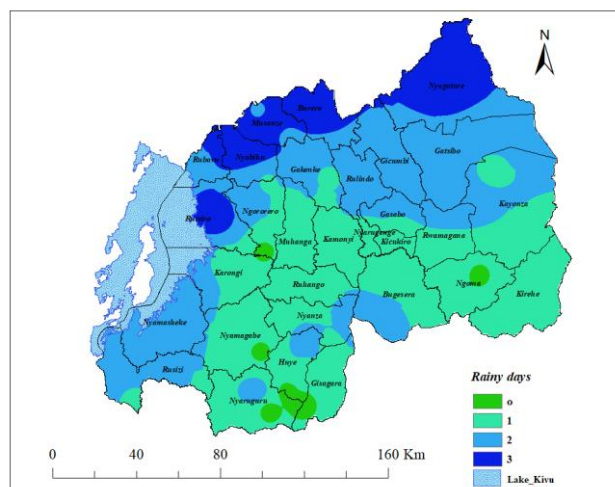 N
Nyagatare
Burera
Musanze
Rubavu
Nyabihu
Gakenke
Rulindo
Gicumbi
Gatsibo
Rutsiro
Ngororero
Gasabo
Kayonza
Muhanga
Kamonyi
Nyarugenge
Kicukiro
Rwamagana
Karongi
Ruhango
Bugesera
Ngoma
Kirehe
Nyamasheke
Nyanza
Nyamagabe
Huye
Rusizi
Gisagara
Nyaruguru
Rainy days
0
1
2
3
Lake_Kivu
0 40 80 160 Km